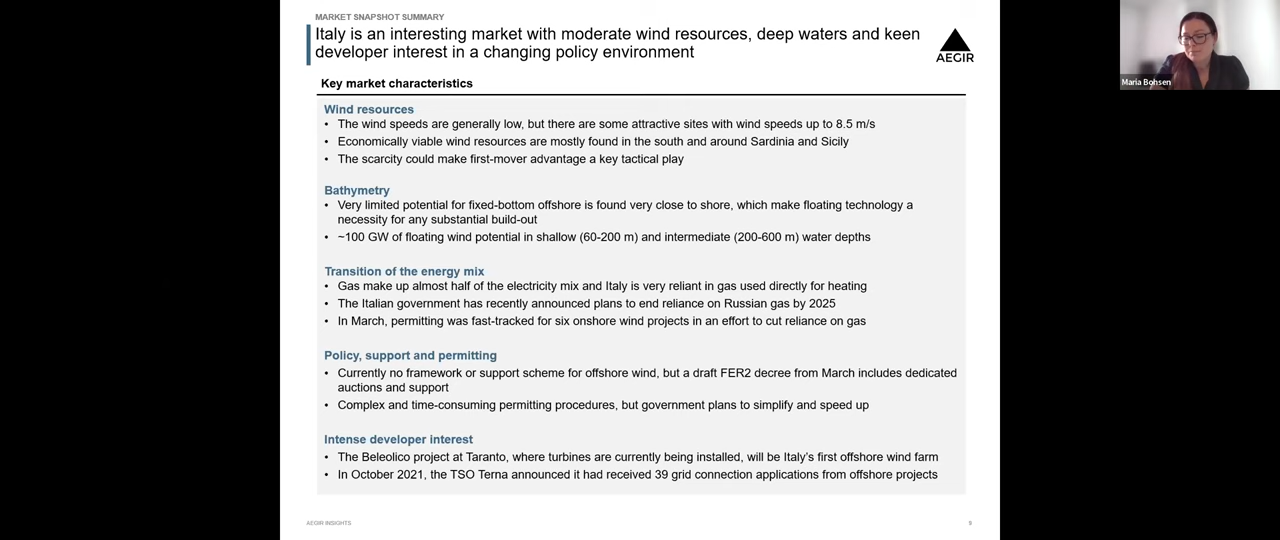 MARKET SNAPSHOT SUMMARY
Italy is an interesting market with moderate wind resources, deep waters and keen
developer interest in a changing policy environment
AEGIR
Key market characteristics
Wind resources
• The wind speeds are generally low, but there are some attractive sites with wind speeds up to 8.5 m/s
• Economically viable wind resources are mostly found in the south and around Sardinia and Sicily
• The scarcity could make first-mover advantage a key tactical play
Bathymetry
• Very limited potential for fixed-bottom offshore is found very close to shore, which make floating technology a
necessity for any substantial build-out
• ~100 GW of floating wind potential in shallow (60-200 m) and intermediate (200-600 m) water depths
Transition of the energy mix
• Gas make up almost half of the electricity mix and Italy is very reliant in gas used directly for heating
• The Italian government has recently announced plans to end reliance on Russian gas by 2025
• In March, permitting was fast-tracked for six onshore wind projects in an effort to cut reliance on gas
Policy, support and permitting
• Currently no framework or support scheme for offshore wind, but a draft FER2 decree from March includes dedicated
auctions and support
• Complex and time-consuming permitting procedures, but government plans to simplify and speed up
Intense developer interest
• The Beleolico project at Taranto, where turbines are currently being installed, will be Italy's first offshore wind farm
• In October 2021, the TSO Terna announced it had received 39 grid connection applications from offshore projects
AEGIR INSIGHTS
9
Maria Bohsen